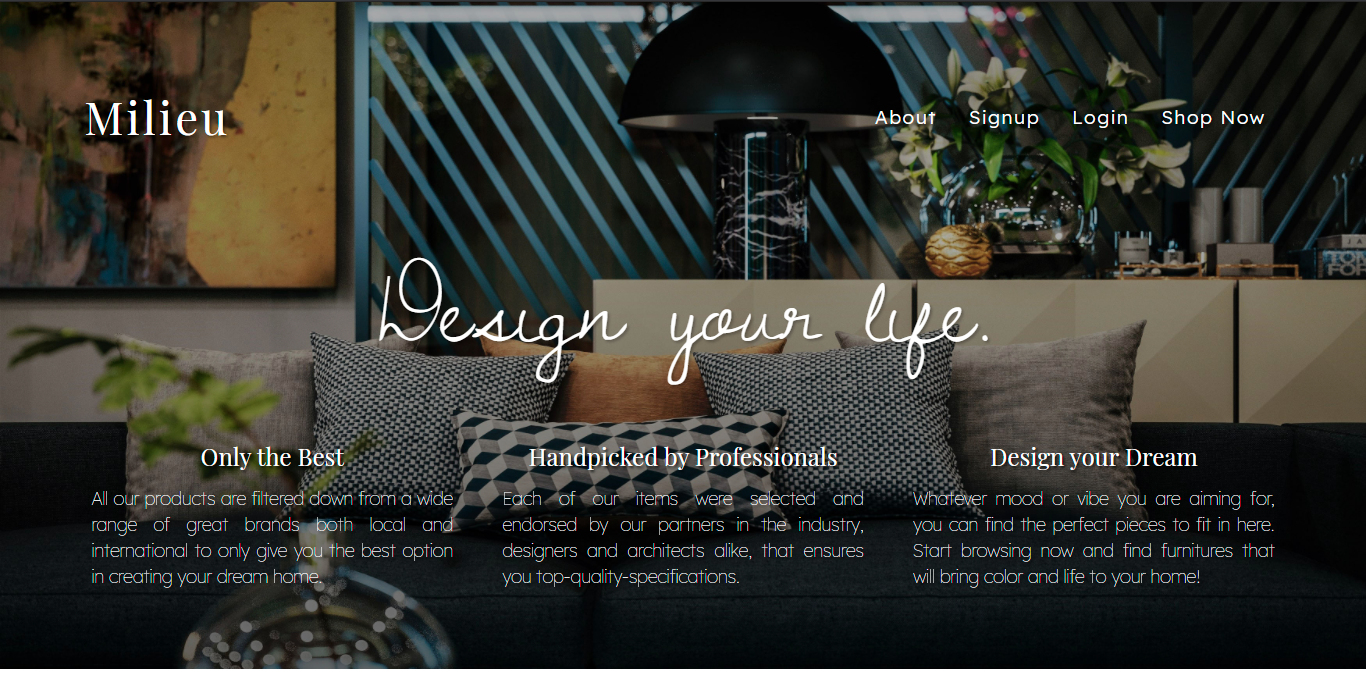 Milieu
About Signup Login Shop Now
Design your life.
Only the Best
All our products are filtered down from a wide
range of great brands both local and
international to only give you the best option
in creating your dream home.
Handpicked by Professionals
Each of our items were selected and
endorsed by our partners in the industry,
designers and architects alike, that ensures
you top-quality-specifications.
Design your Dream
Whatever mood or vibe you are aiming for,
you can find the perfect pieces to fit in here.
Start browsing now and find furnitures that
will bring color and life to your home!